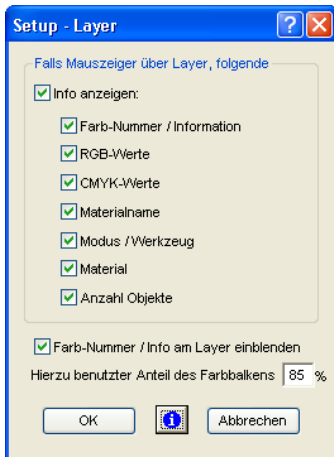 Setup - Layer
Falls Mauszeiger über Layer, folgende
Info anzeigen:
Farb-Nummer / Information
RGB-Werte
CMYK-Werte
Materialname
Modus / Werkzeug
Material
Anzahl Objekte
Farb-Nummer / Info am Layer einblenden
Hierzu benutzter Anteil des Farbbalkens 85 %
OK Abbrechen